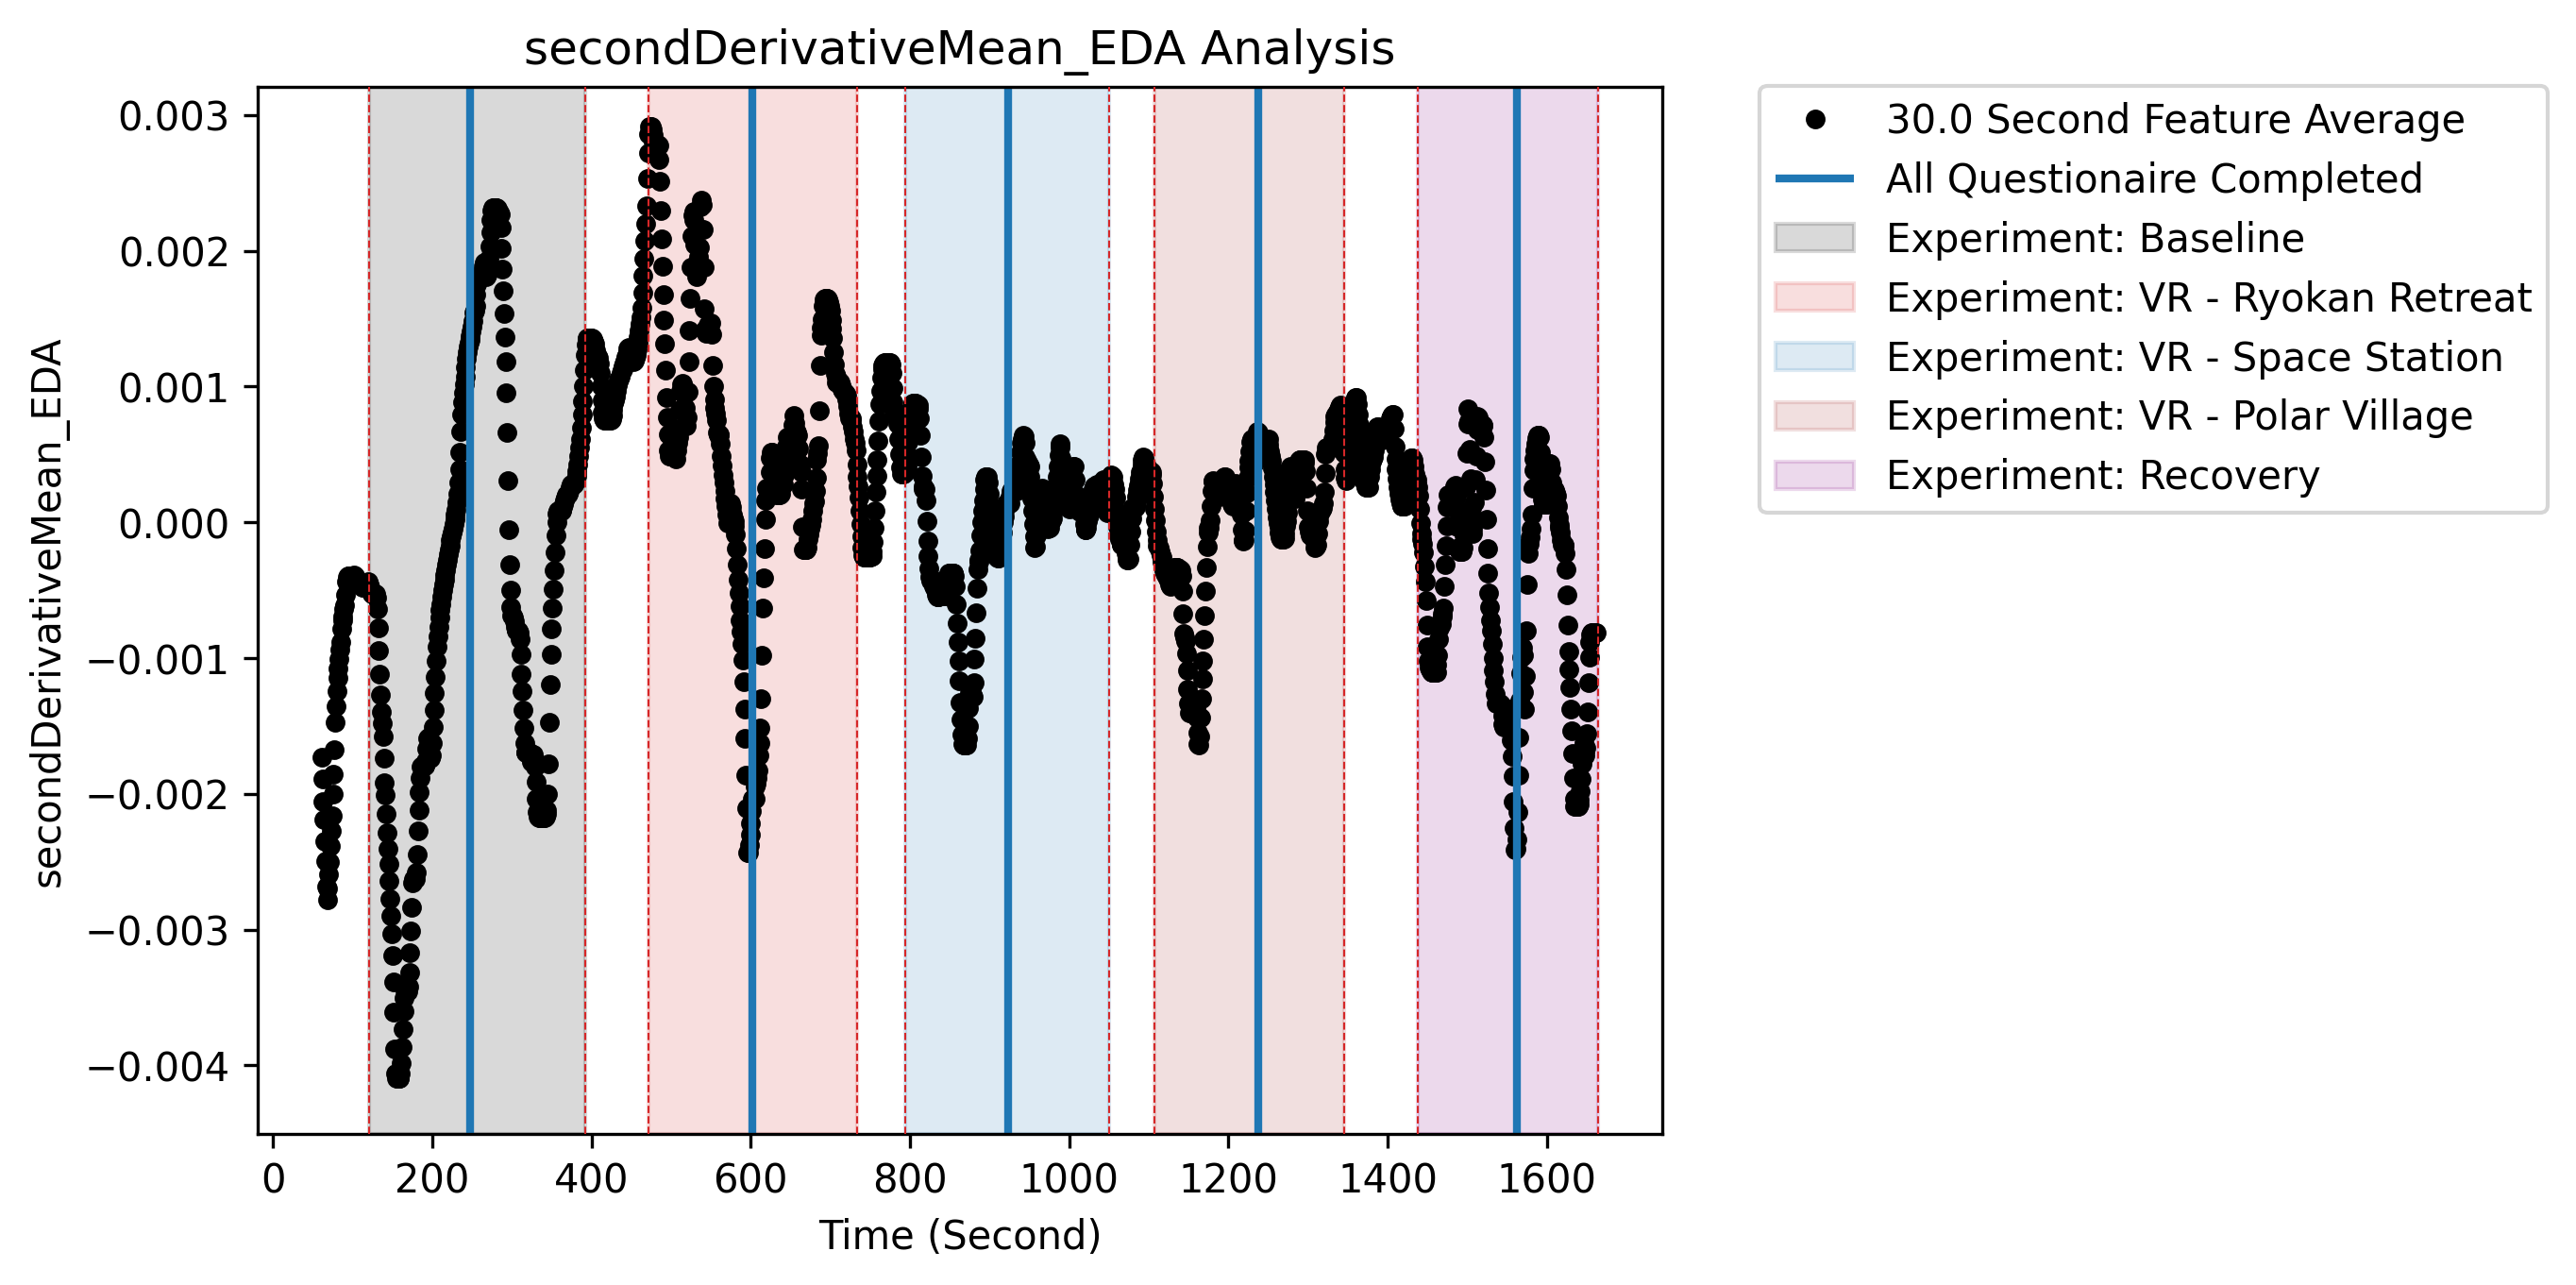 secondDerivativeMean_EDA Analysis
secondDerivativeMean_EDA
0.003
0.002
0.001
0.000
−0.001
−0.002
−0.003
−0.004
0 200 400 600 800 1000 1200 1400 1600
Time (Second)
30.0 Second Feature Average
All Questionaire Completed
Experiment: Baseline
Experiment: VR - Ryokan Retreat
Experiment: VR - Space Station
Experiment: VR - Polar Village
Experiment: Recovery